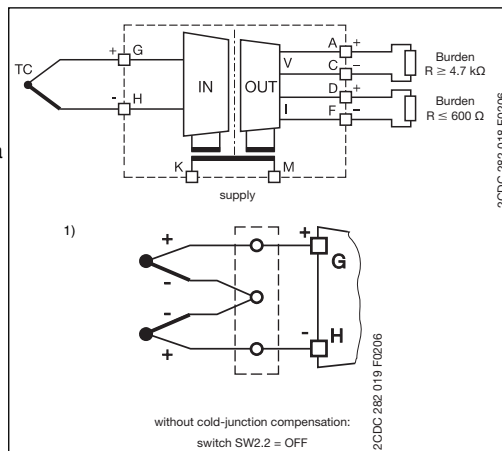 A +
+ G
V
Burden
TC
C –
R ≥ 4.7 kΩ
IN
OUT
D +
Burden
- H
I
F –
R ≤ 600 Ω
K
M
supply
2CDC 282 018 F0206
1)
+
+
G
-
-
- H
+
2CDC 282 019 F0206
without cold-junction compensation:
switch SW2.2 = OFF